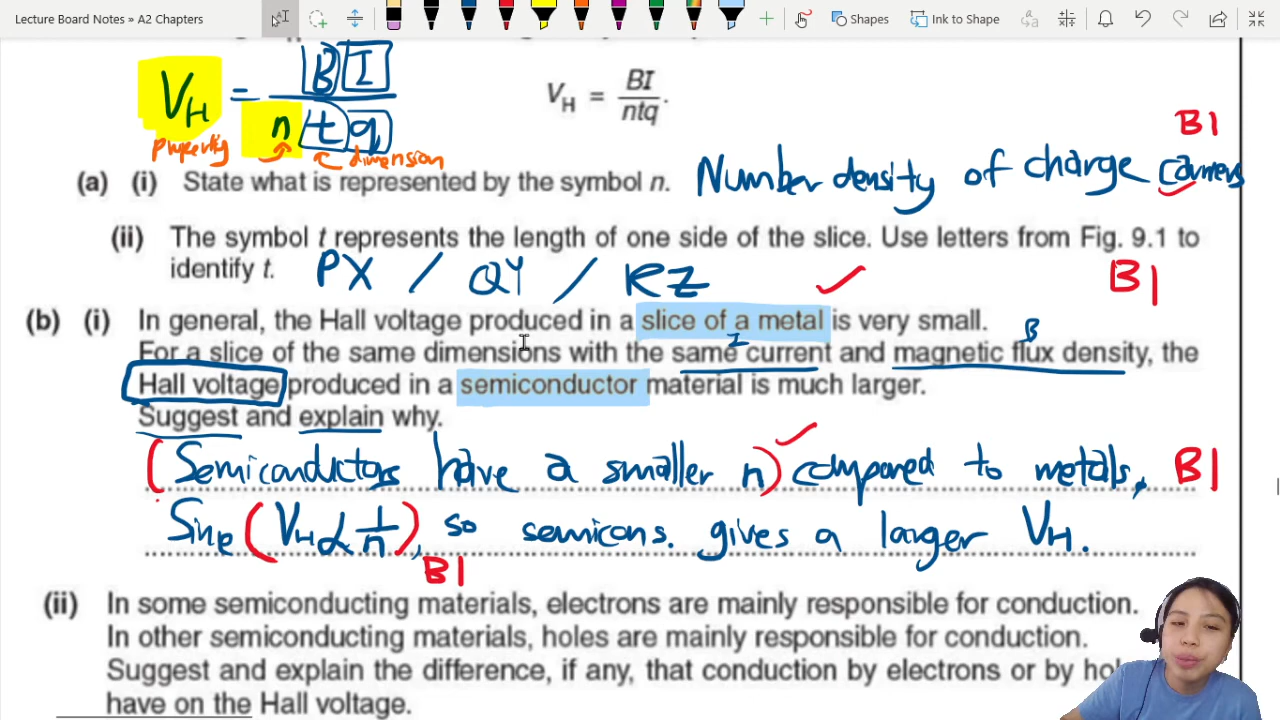 Lecture Board Notes » A2 Chapters
Shapes
Ink to Shape
V_H = BI / ntq
property
dimension
V_H = BI / ntq.
B1
(a) (i) State what is represented by the symbol n. Number density of charge carriers
(ii) The symbol t represents the length of one side of the slice. Use letters from Fig. 9.1 to
identify t. PX / QY / RZ ✓ B1
(b) (i) In general, the Hall voltage produced in a slice of a metal is very small.
I B
For a slice of the same dimensions with the same current and magnetic flux density, the
Hall voltage produced in a semiconductor material is much larger.
Suggest and explain why.
(Semiconductors have a smaller n) ✓ compared to metals, B1
Since (V_H ∝ 1/n), so semicons. gives a larger V_H.
B1
(ii) In some semiconducting materials, electrons are mainly responsible for conduction.
In other semiconducting materials, holes are mainly responsible for conduction.
Suggest and explain the difference, if any, that conduction by electrons or by ho
have on the Hall voltage.